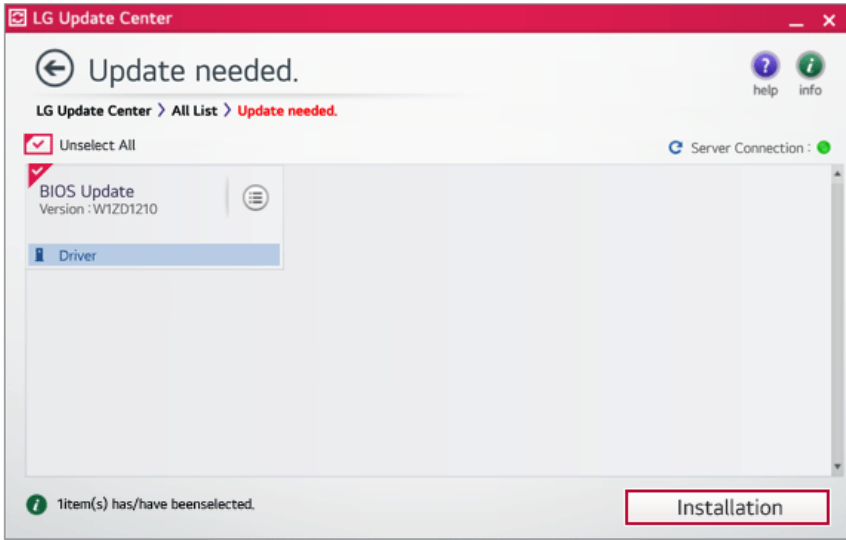 LG Update Center
Update needed.
help
info
LG Update Center > All List > Update needed.
Unselect All
Server Connection :
BIOS Update
Version : W1ZD1210
Driver
1item(s) has/have beenselected.
Installation